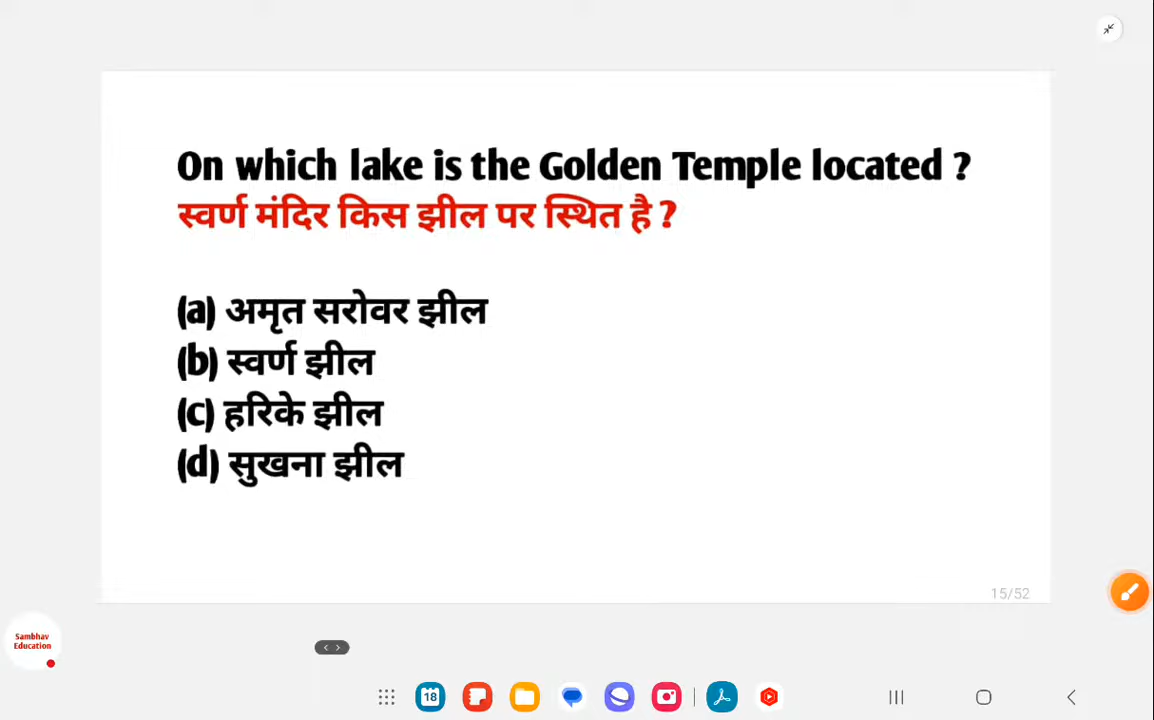 On which lake is the Golden Temple located ?
स्वर्ण मंदिर किस झील पर स्थित है ?
(a) अमृत सरोवर झील
(b) स्वर्ण झील
(c) हरिके झील
(d) सुखना झील
15/52
Sambhav
Education
18